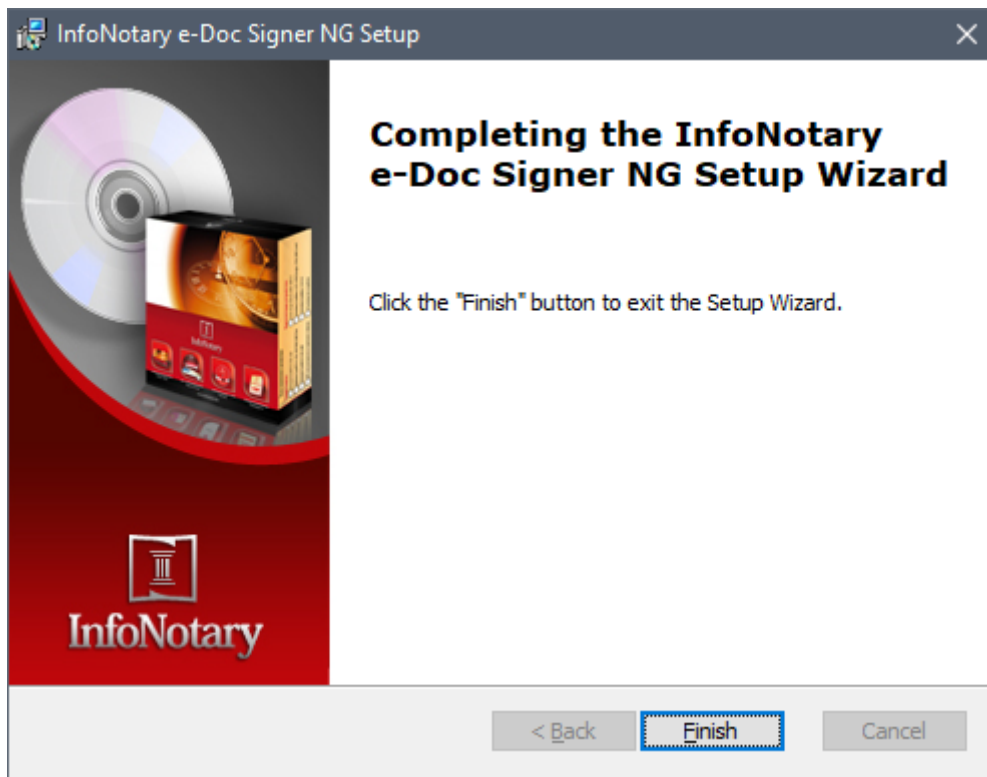 InfoNotary e-Doc Signer NG Setup
Completing the InfoNotary
e-Doc Signer NG Setup Wizard
Click the "Finish" button to exit the Setup Wizard.
InfoNotary
InfoNotary
< Back
Finish
Cancel